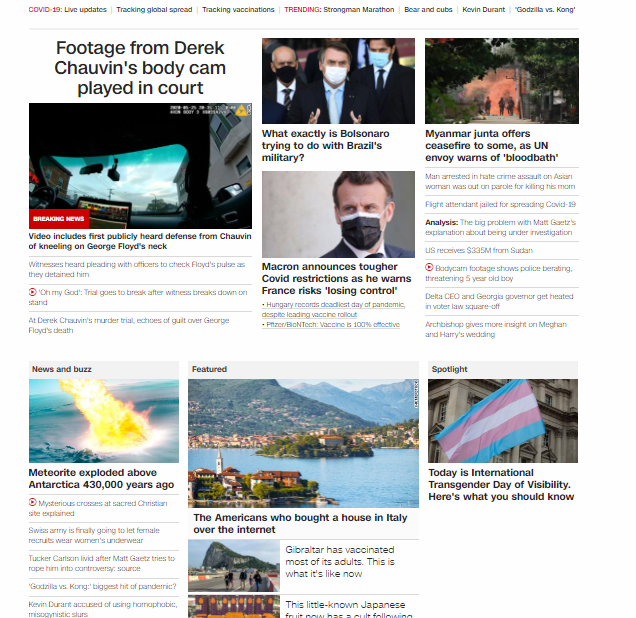 COVID-19: Live updates | Tracking global spread | Tracking vaccinations | TRENDING: Strongman Marathon | Bear and cubs | Kevin Durant | 'Godzilla vs. Kong'
Footage from Derek
Chauvin's body cam
played in court
BREAKING NEWS
Video includes first publicly heard defense from Chauvin
of kneeling on George Floyd's neck
Witnesses heard pleading with officers to check Floyd's pulse as
they detained him
'Oh my God': Trial goes to break after witness breaks down on
stand
At Derek Chauvin's murder trial, echoes of guilt over George
Floyd's death
What exactly is Bolsonaro
trying to do with Brazil's
military?
Macron announces tougher
Covid restrictions as he warns
France risks 'losing control'
• Hungary records deadliest day of pandemic,
despite leading vaccine rollout
• Pfizer/BioNTech: Vaccine is 100% effective
Myanmar junta offers
ceasefire to some, as UN
envoy warns of 'bloodbath'
Man arrested in hate crime assault on Asian
woman was out on parole for killing his mom
Flight attendant jailed for spreading Covid-19
Analysis: The big problem with Matt Gaetz's
explanation about being under investigation
US receives $335M from Sudan
Bodycam footage shows police berating,
threatening 5 year old boy
Delta CEO and Georgia governor get heated
in voter law square-off
Archbishop gives more insight on Meghan
and Harry's wedding
News and buzz
Meteorite exploded above
Antarctica 430,000 years ago
Mysterious crosses at sacred Christian
site explained
Swiss army is finally going to let female
recruits wear women's underwear
Tucker Carlson livid after Matt Gaetz tries to
rope him into controversy: source
'Godzilla vs. Kong:' biggest hit of pandemic?
Kevin Durant accused of using homophobic,
misogynistic slurs
Featured
The Americans who bought a house in Italy
over the internet
Gibraltar has vaccinated
most of its adults. This is
what it's like now
This little-known Japanese
fruit now has a cult following
Spotlight
Today is International
Transgender Day of Visibility.
Here's what you should know